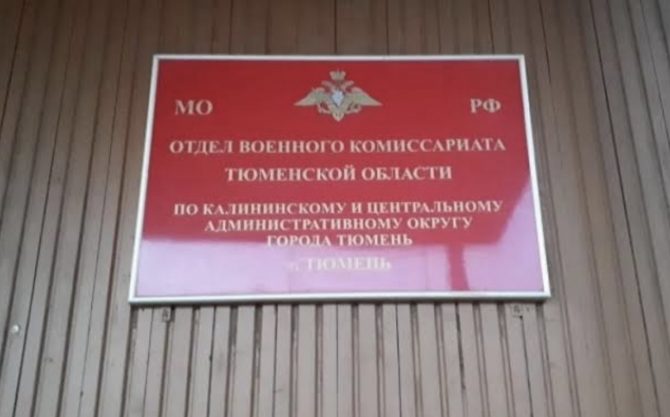 МО РФ
ОТДЕЛ ВОЕННОГО КОМИССАРИАТА
ТЮМЕНСКОЙ ОБЛАСТИ
ПО КАЛИНИНСКОМУ И ЦЕНТРАЛЬНОМУ
АДМИНИСТРАТИВНОМУ ОКРУГУ
ГОРОДА ТЮМЕНЬ
г. ТЮМЕНЬ